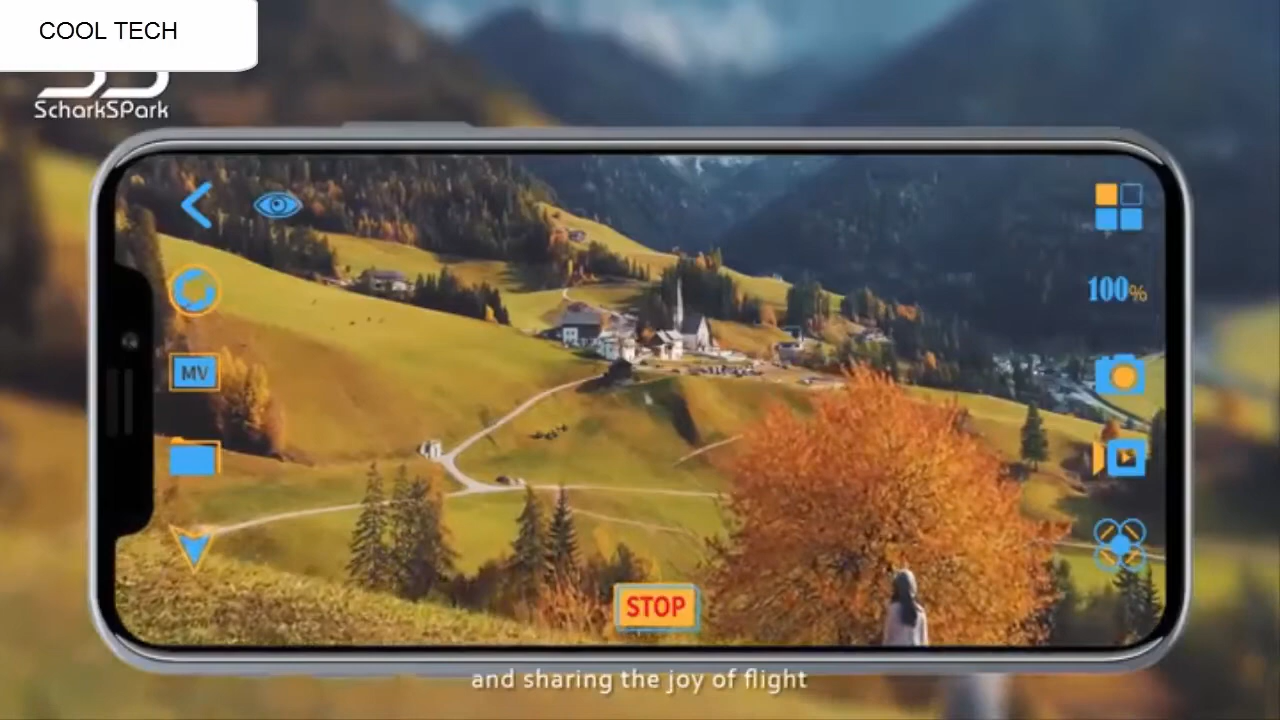 COOL TECH
ScharkSPark
MV
100%
STOP
and sharing the joy of flight